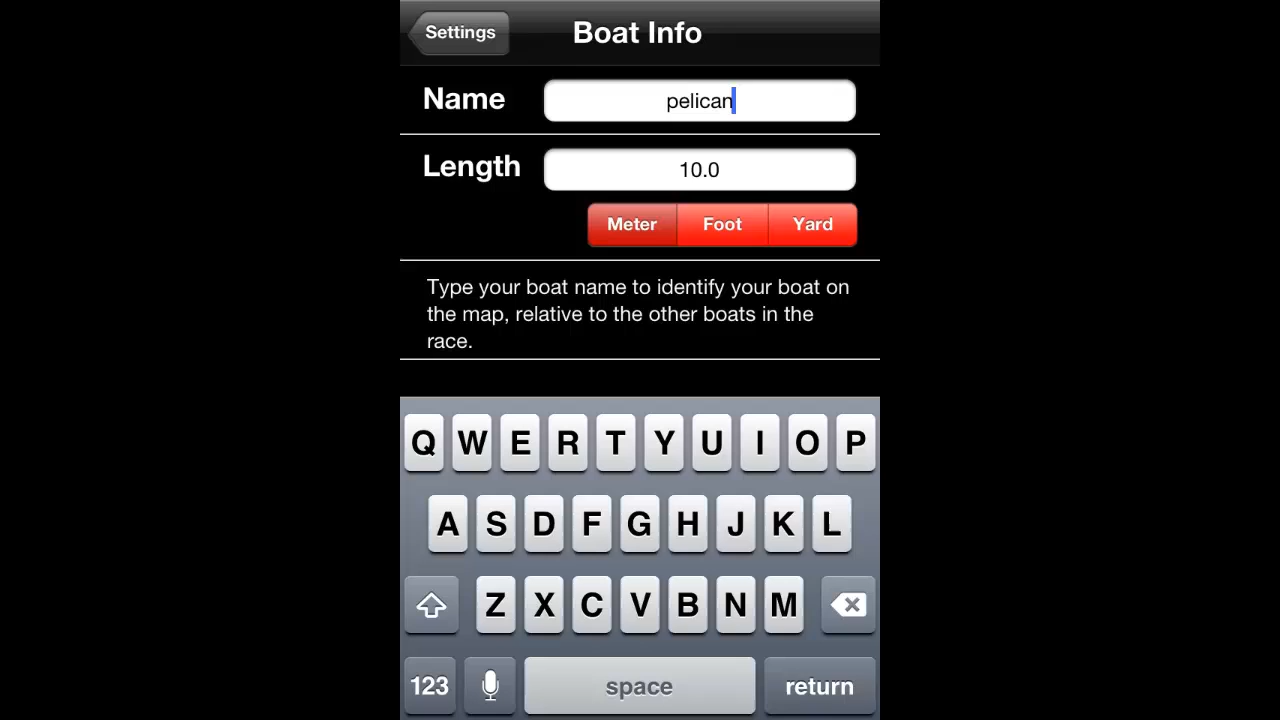 Settings
Boat Info
Name
pelican
Length
10.0
Meter Foot Yard
Type your boat name to identify your boat on
the map, relative to the other boats in the
race.
Q W E R T Y U I O P
A S D F G H J K L
Z X C V B N M
123 space return